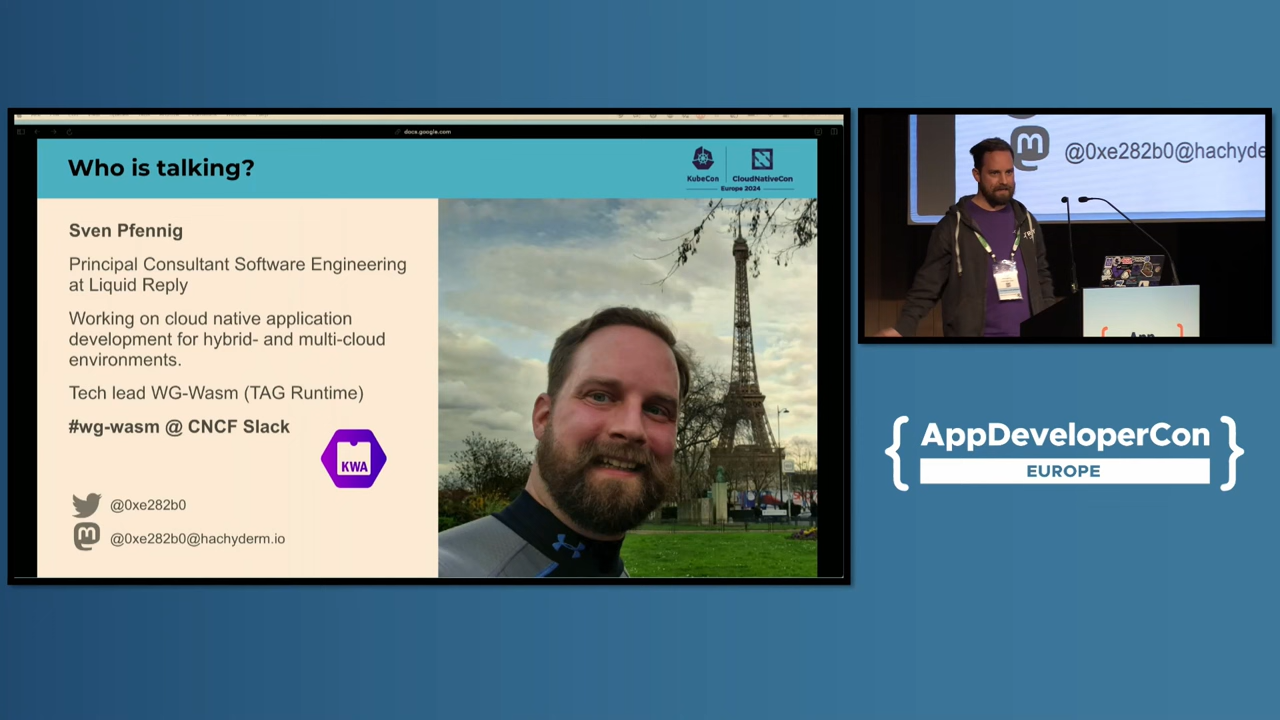 docs.google.com
Who is talking?
KubeCon
CloudNativeCon
Europe 2024
Sven Pfennig
Principal Consultant Software Engineering
at Liquid Reply
Working on cloud native application
development for hybrid- and multi-cloud
environments.
Tech lead WG-Wasm (TAG Runtime)
#wg-wasm @ CNCF Slack
KWA
@0xe282b0
@0xe282b0@hachyderm.io
@0xe282b0@hachyde
App
{ AppDeveloperCon }
EUROPE